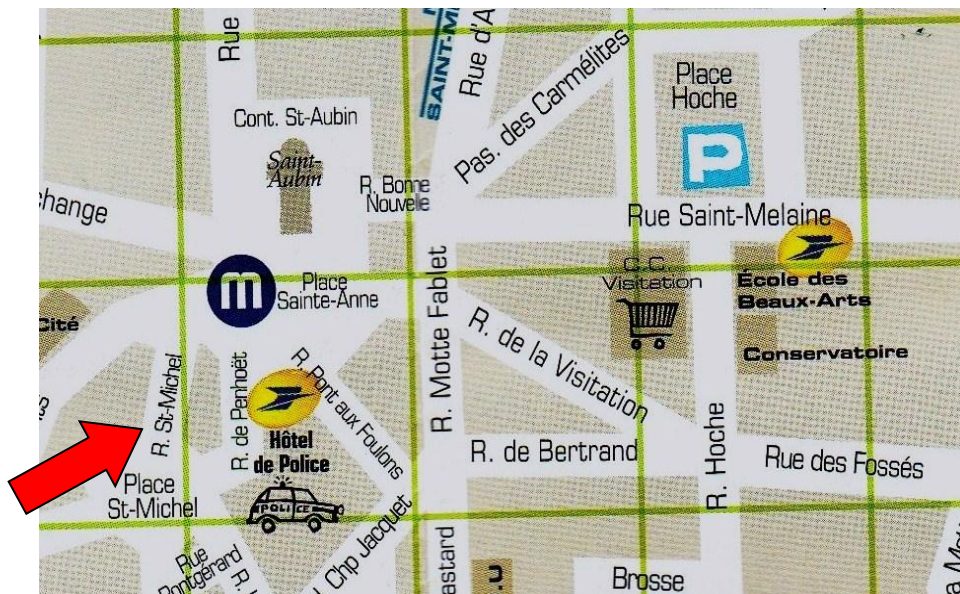 Rue
SAINT-M
Rue d'A
Pas. des Carmélites
Place
Hoche
P
Cont. St-Aubin
Saint-
Aubin
R. Bonne
Nouvelle
change
Rue Saint-Melaine
m
Place
Sainte-Anne
C.C.
Visitation
École des
Beaux-Arts
Conservatoire
Cité
R. St-Michel
R. de Penhoët
R. Pont aux Foulons
R. Motte Fablet
R. de la Visitation
Hôtel
de Police
POLICE
R. de Bertrand
R. Hoche
Rue des Fossés
Place
St-Michel
Rue
Pontgérard
R.
Chp Jacquet
astard
Brosse